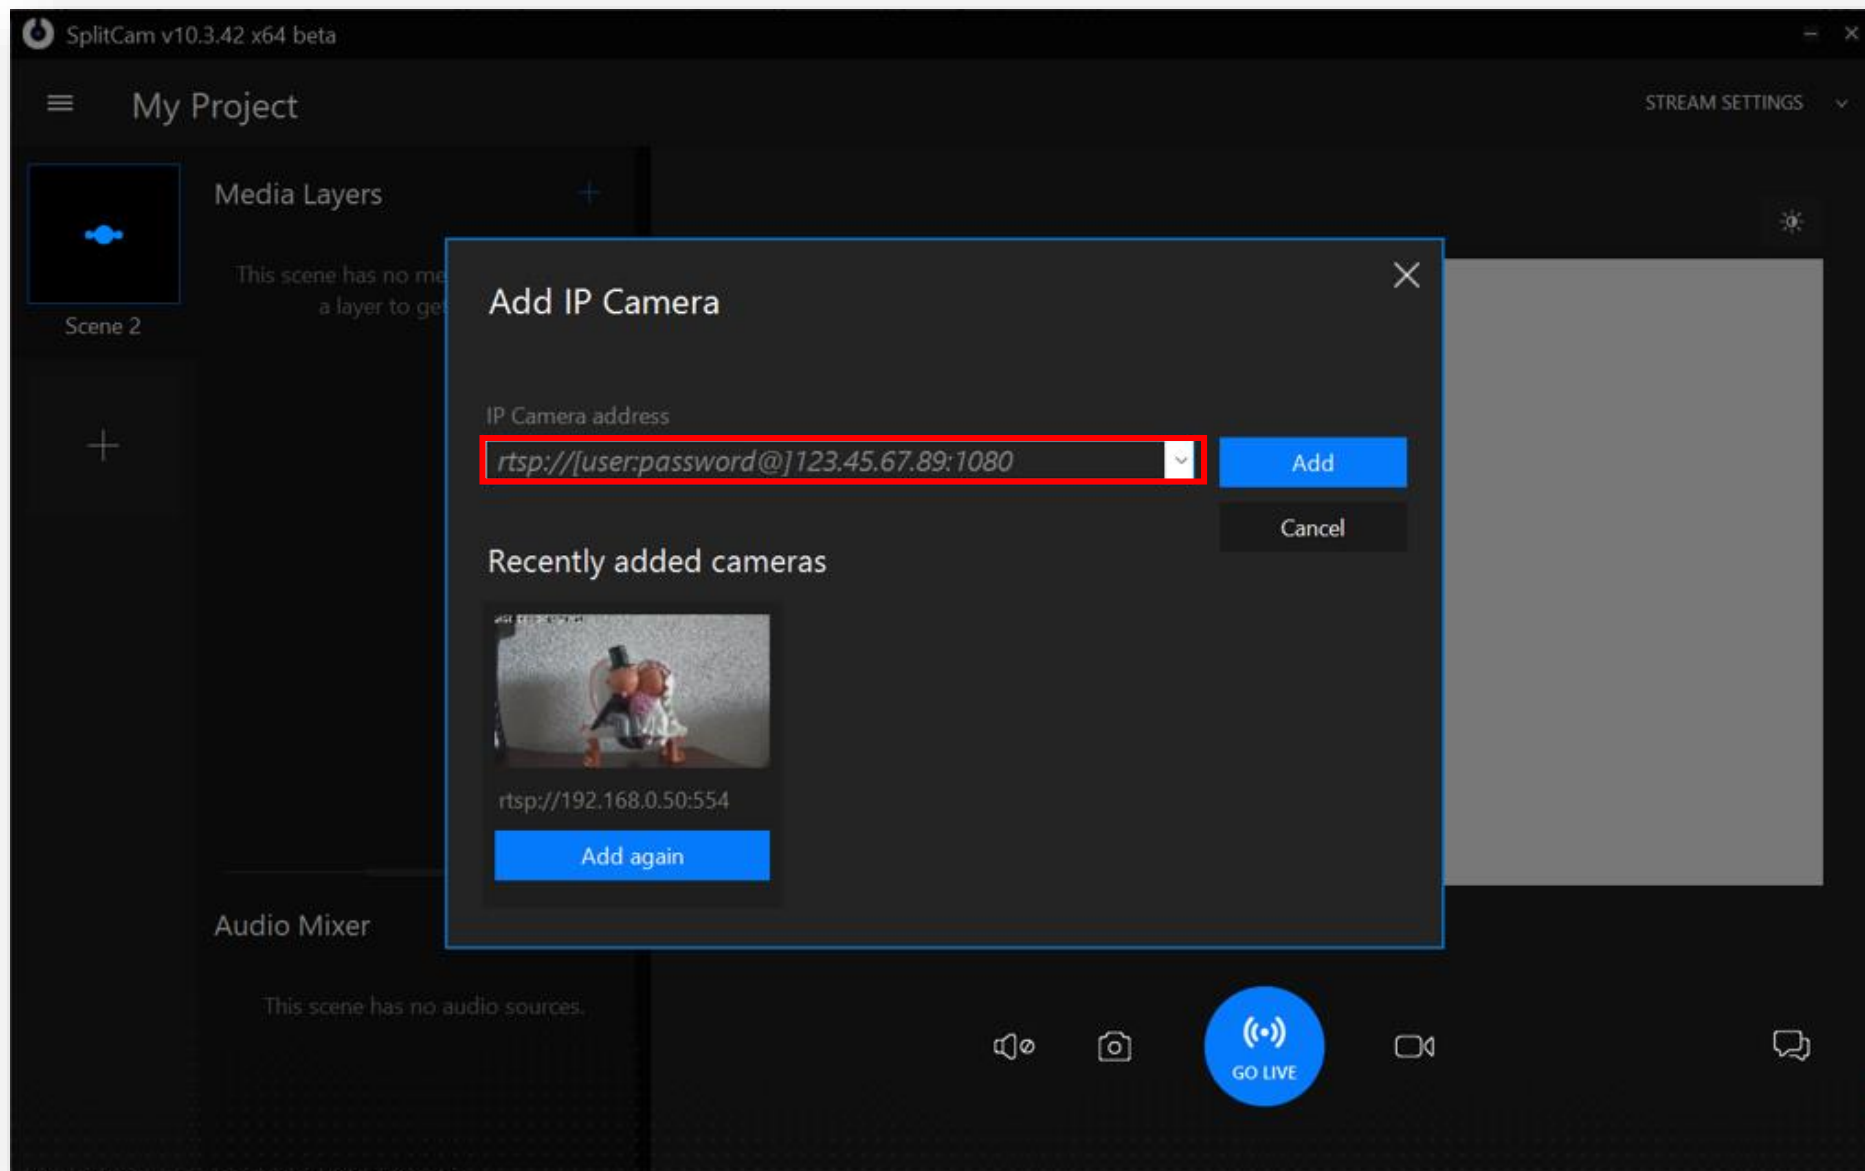 SplitCam v10.3.42 x64 beta
My Project
STREAM SETTINGS
Media Layers
This scene has no me
a layer to get
Scene 2
Add IP Camera
IP Camera address
rtsp://[user:password@]123.45.67.89:1080
Add
Cancel
Recently added cameras
rtsp://192.168.0.50:554
Add again
Audio Mixer
This scene has no audio sources.
GO LIVE